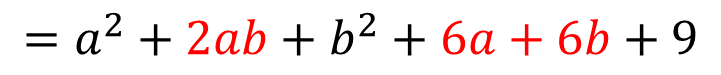 = a² + 2ab + b² + 6a + 6b + 9